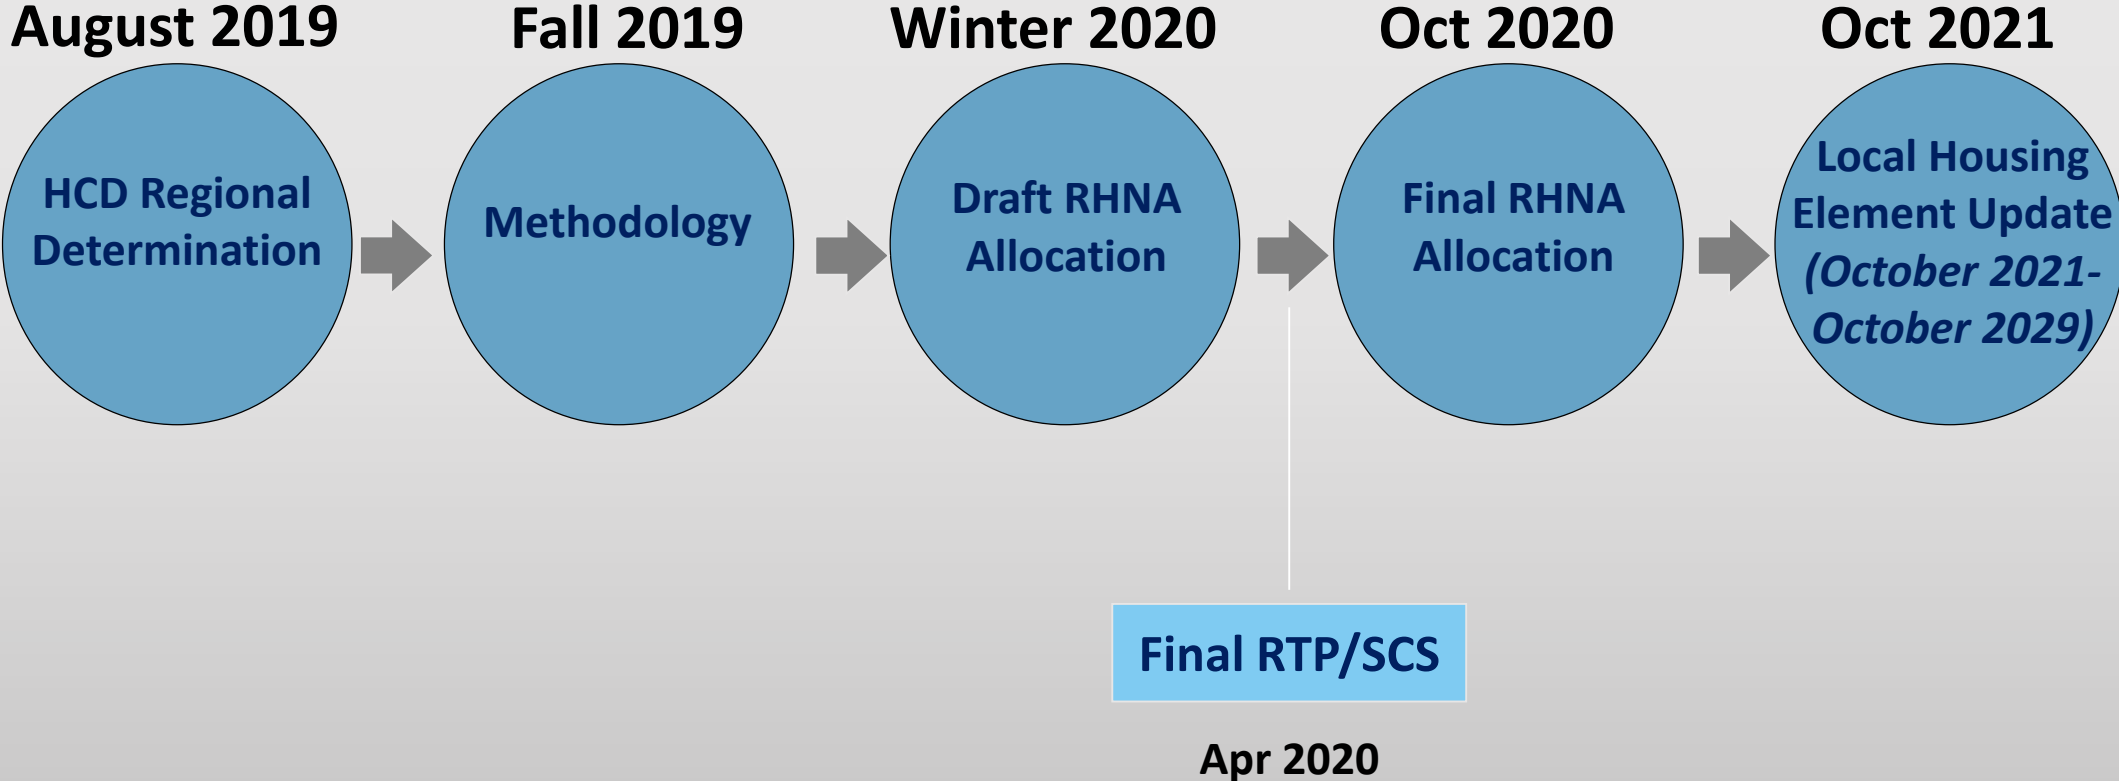 August 2019
Fall 2019
Winter 2020
Oct 2020
Oct 2021
HCD Regional
Determination
Methodology
Draft RHNA
Allocation
Final RHNA
Allocation
Local Housing
Element Update
(October 2021-
October 2029)
Final RTP/SCS
Apr 2020